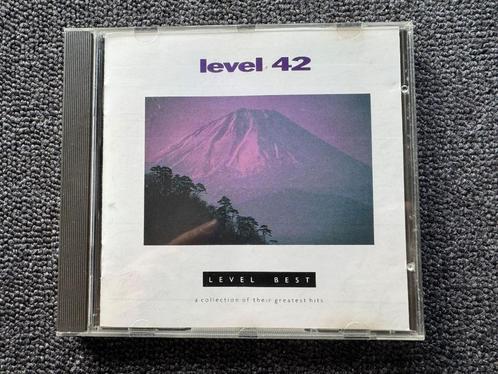 level 42
LEVEL BEST
a collection of their greatest hits